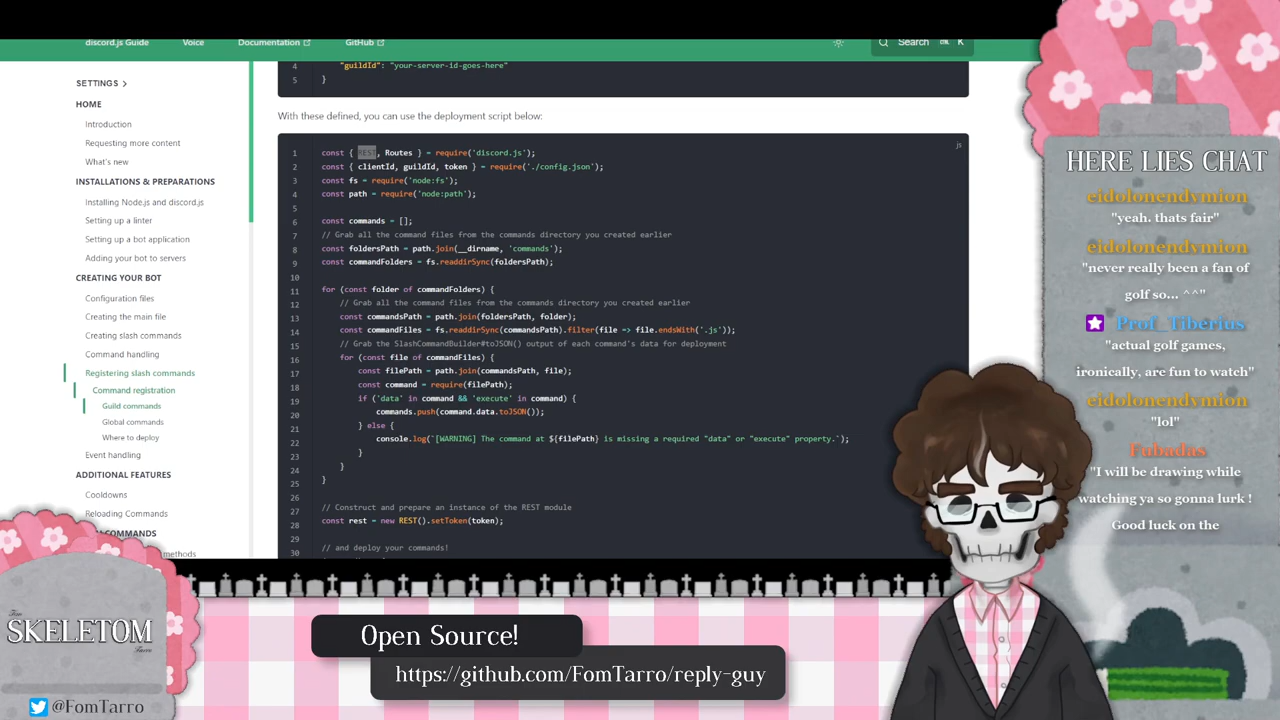 discord.js Guide
Voice
Documentation
GitHub
Search
K
SETTINGS
HOME
Introduction
Requesting more content
What's new
INSTALLATIONS & PREPARATIONS
Installing Node.js and discord.js
Setting up a linter
Setting up a bot application
Adding your bot to servers
CREATING YOUR BOT
Configuration files
Creating the main file
Creating slash commands
Command handling
Registering slash commands
Command registration
Guild commands
Global commands
Where to deploy
Event handling
ADDITIONAL FEATURES
Cooldowns
Reloading Commands
COMMANDS
methods
4 "guildId": "your-server-id-goes-here"
5 }
With these defined, you can use the deployment script below:
js
1 const { REST, Routes } = require('discord.js');
2 const { clientId, guildId, token } = require('./config.json');
3 const fs = require('node:fs');
4 const path = require('node:path');
5
6 const commands = [];
7 // Grab all the command files from the commands directory you created earlier
8 const foldersPath = path.join(__dirname, 'commands');
9 const commandFolders = fs.readdirSync(foldersPath);
10
11 for (const folder of commandFolders) {
12 // Grab all the command files from the commands directory you created earlier
13 const commandsPath = path.join(foldersPath, folder);
14 const commandFiles = fs.readdirSync(commandsPath).filter(file => file.endsWith('.js'));
15 // Grab the SlashCommandBuilder#toJSON() output of each command's data for deployment
16 for (const file of commandFiles) {
17 const filePath = path.join(commandsPath, file);
18 const command = require(filePath);
19 if ('data' in command && 'execute' in command) {
20 commands.push(command.data.toJSON());
21 } else {
22 console.log(`[WARNING] The command at ${filePath} is missing a required "data" or "execute" property.`);
23 }
24 }
25 }
26
27 // Construct and prepare an instance of the REST module
28 const rest = new REST().setToken(token);
29
30 // and deploy your commands!
HERE LIES CHAT
eidolonendymion
"yeah. thats fair"
eidolonendymion
"never really been a fan of
golf so... ^^"
Prof_Tiberius
"actual golf games,
ironically, are fun to watch"
eidolonendymion
"lol"
Fubadas
"I will be drawing while
watching ya so gonna lurk !
Good luck on the
The
SKELETOM
Tarro
@FomTarro
Open Source!
https://github.com/FomTarro/reply-guy